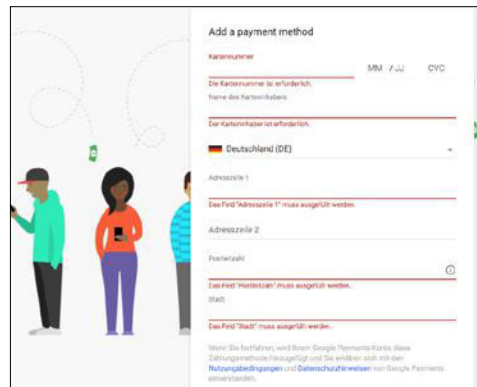 Add a payment method
Kartennummer
MM / JJ CVC
Die Kartennummer ist erforderlich.
Name des Karteninhabers
Der Karteninhaber ist erforderlich.
Deutschland (DE)
Adresszeile 1
Das Feld "Adresszeile 1" muss ausgefüllt werden.
Adresszeile 2
Postleitzahl
Das Feld "Postleitzahl" muss ausgefüllt werden.
Stadt
Das Feld "Stadt" muss ausgefüllt werden.
Wenn Sie fortfahren, wird Ihrem Google Payments-Konto diese
Zahlungsmethode hinzugefügt und Sie erklären sich mit den
Nutzungsbedingungen und Datenschutzhinweisen von Google Payments
einverstanden.